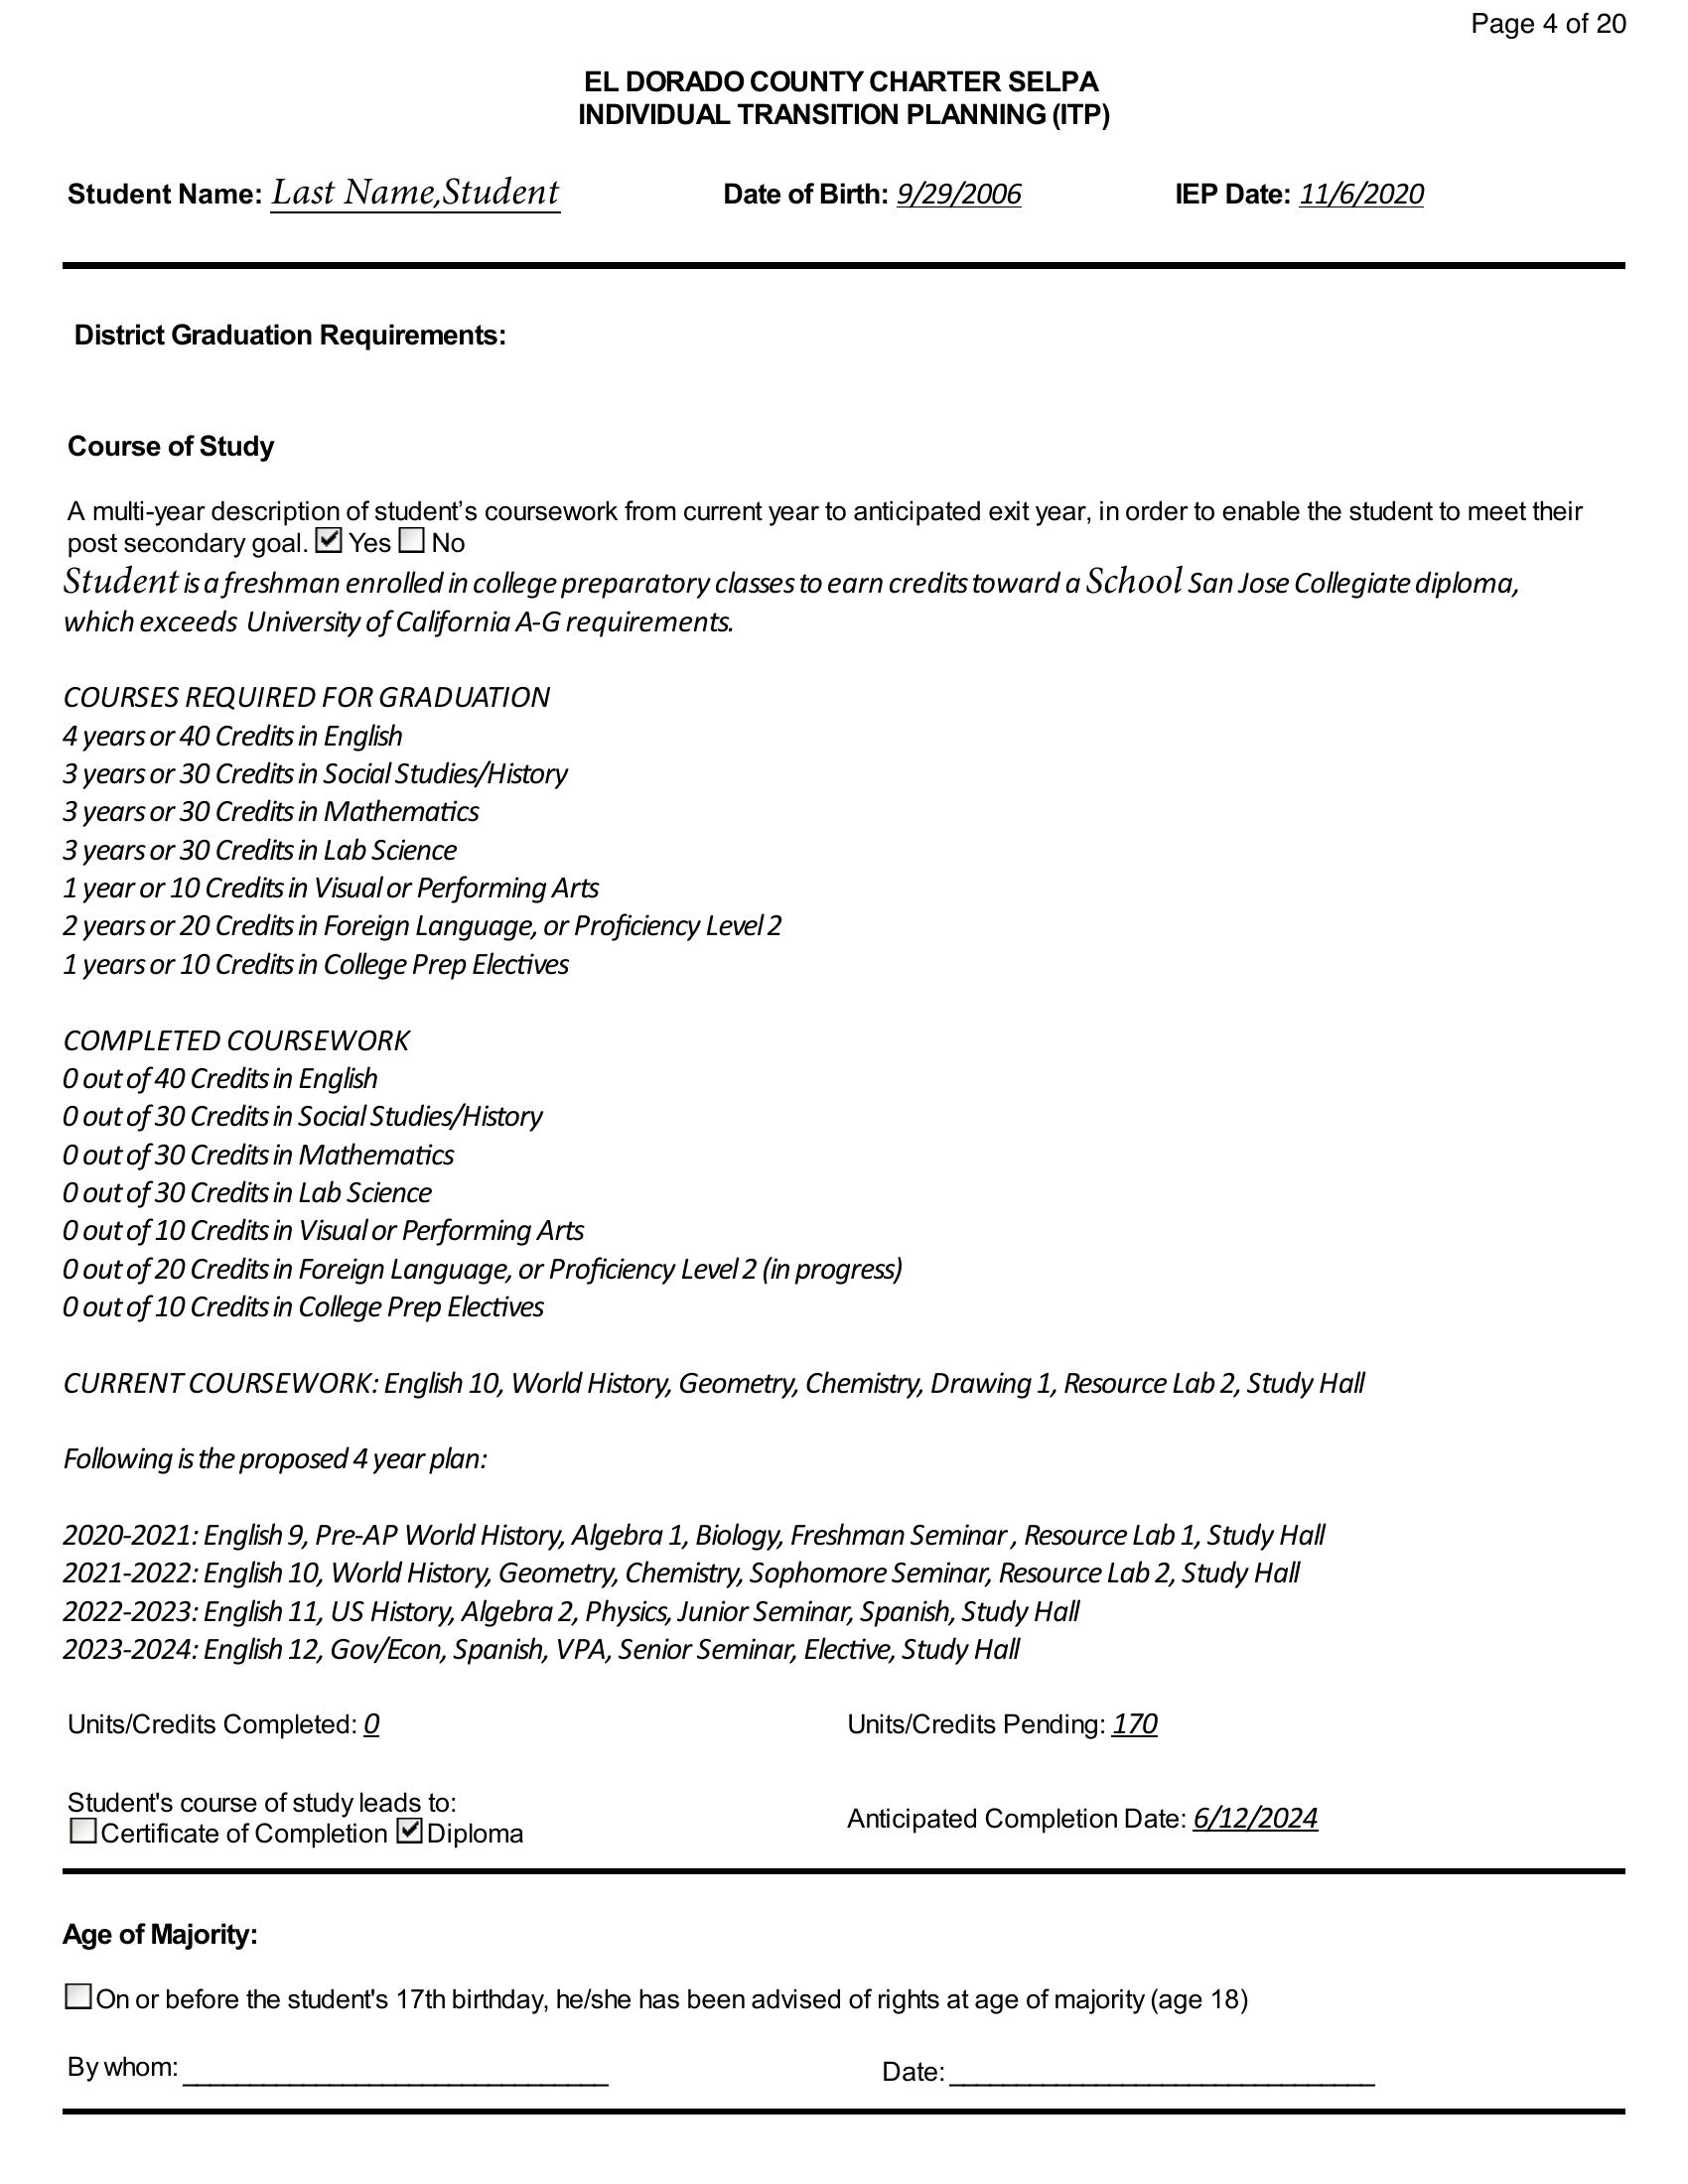 Page 4 of 20
EL DORADO COUNTY CHARTER SELPA
INDIVIDUAL TRANSITION PLANNING (ITP)
Student Name: Last Name,Student Date of Birth: 9/29/2006 IEP Date: 11/6/2020
District Graduation Requirements:
Course of Study
A multi-year description of student’s coursework from current year to anticipated exit year, in order to enable the student to meet their
post secondary goal. ☑ Yes ☐ No
Student is a freshman enrolled in college preparatory classes to earn credits toward a School San Jose Collegiate diploma,
which exceeds University of California A-G requirements.
COURSES REQUIRED FOR GRADUATION
4 years or 40 Credits in English
3 years or 30 Credits in Social Studies/History
3 years or 30 Credits in Mathematics
3 years or 30 Credits in Lab Science
1 year or 10 Credits in Visual or Performing Arts
2 years or 20 Credits in Foreign Language, or Proficiency Level 2
1 years or 10 Credits in College Prep Electives
COMPLETED COURSEWORK
0 out of 40 Credits in English
0 out of 30 Credits in Social Studies/History
0 out of 30 Credits in Mathematics
0 out of 30 Credits in Lab Science
0 out of 10 Credits in Visual or Performing Arts
0 out of 20 Credits in Foreign Language, or Proficiency Level 2 (in progress)
0 out of 10 Credits in College Prep Electives
CURRENT COURSEWORK: English 10, World History, Geometry, Chemistry, Drawing 1, Resource Lab 2, Study Hall
Following is the proposed 4 year plan:
2020-2021: English 9, Pre-AP World History, Algebra 1, Biology, Freshman Seminar , Resource Lab 1, Study Hall
2021-2022: English 10, World History, Geometry, Chemistry, Sophomore Seminar, Resource Lab 2, Study Hall
2022-2023: English 11, US History, Algebra 2, Physics, Junior Seminar, Spanish, Study Hall
2023-2024: English 12, Gov/Econ, Spanish, VPA, Senior Seminar, Elective, Study Hall
Units/Credits Completed: 0 Units/Credits Pending: 170
Student's course of study leads to:
☐ Certificate of Completion ☑ Diploma Anticipated Completion Date: 6/12/2024
Age of Majority:
☐ On or before the student's 17th birthday, he/she has been advised of rights at age of majority (age 18)
By whom: ______________________________ Date: ______________________________